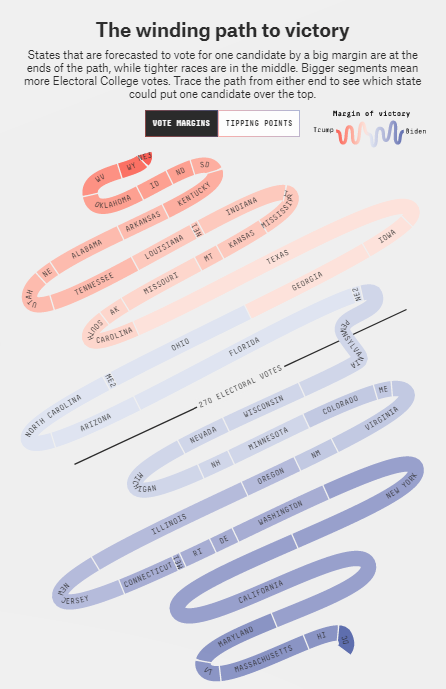 The winding path to victory
States that are forecasted to vote for one candidate by a big margin are at the
ends of the path, while tighter races are in the middle. Bigger segments mean
more Electoral College votes. Trace the path from either end to see which state
could put one candidate over the top.
VOTE MARGINS TIPPING POINTS
Margin of victory
Trump Biden
WV WY NE3
OKLAHOMA ID ND SD
KENTUCKY
ARKANSAS
ALABAMA
NE
UTAH
TENNESSEE
LOUISIANA
NE1
INDIANA
MISSISSIPPI
KANSAS
MT
MISSOURI
AK
SOUTH
CAROLINA
TEXAS
IOWA
GEORGIA
NE2
FLORIDA
OHIO
ME2
NORTH CAROLINA
ARIZONA
270 ELECTORAL VOTES
PENNSYLVANIA
WISCONSIN
NEVADA
MICHIGAN
NH
MINNESOTA
COLORADO
ME
VIRGINIA
NM
OREGON
ILLINOIS
NEW
JERSEY
CONNECTICUT
ME1
RI
DE
WASHINGTON
NEW YORK
CALIFORNIA
MARYLAND
VT
MASSACHUSETTS
HI
DC